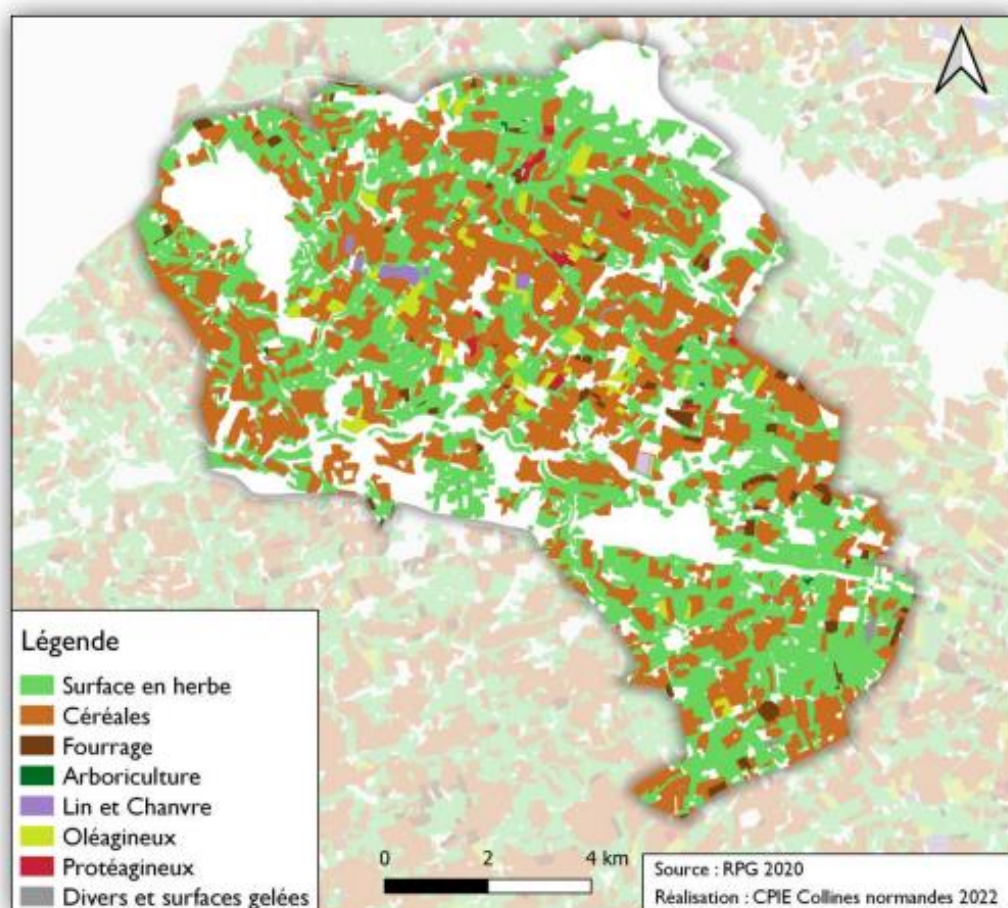 Légende
Surface en herbe
Céréales
Fourrage
Arboriculture
Lin et Chanvre
Oléagineux
Protéagineux
Divers et surfaces gelées
0 2 4 km
Source : RPG 2020
Réalisation : CPIE Collines normandes 2022